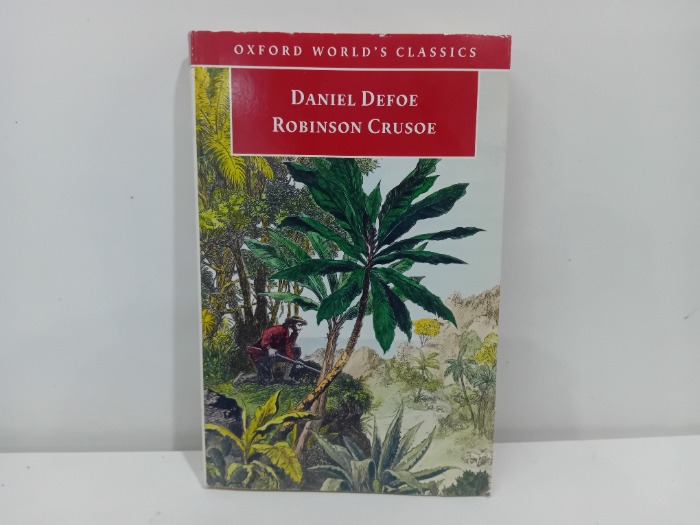 OXFORD WORLD'S CLASSICS
DANIEL DEFOE
ROBINSON CRUSOE